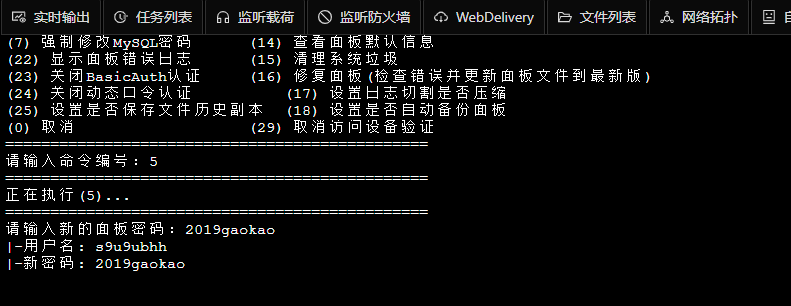 实时输出 任务列表 监听载荷 监听防火墙 WebDelivery 文件列表 网络拓扑
(7) 强制修改MySQL密码 (14) 查看面板默认信息
(22) 显示面板错误日志 (15) 清理系统垃圾
(23) 关闭BasicAuth认证 (16) 修复面板(检查错误并更新面板文件到最新版)
(24) 关闭动态口令认证 (17) 设置日志切割是否压缩
(25) 设置是否保存文件历史副本 (18) 设置是否自动备份面板
(0) 取消 (29) 取消访问设备验证
===============================================
请输入命令编号: 5
===============================================
正在执行(5)...
===============================================
请输入新的面板密码: 2019gaokao
|-用户名: s9u9ubhh
|-新密码: 2019gaokao